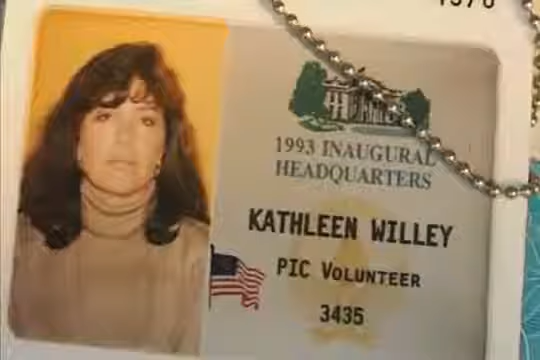 1993 INAUGURAL
HEADQUARTERS
KATHLEEN WILLEY
PIC VOLUNTEER
3435